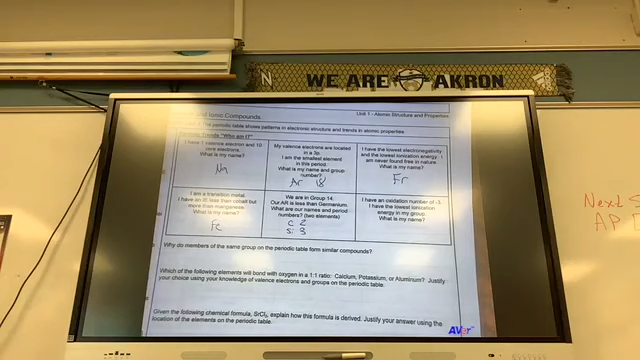 WE ARE AKRON
N
Ionic Compounds
Unit 1 - Atomic Structure and Properties
periodic table shows patterns in electronic structure and trends in atomic properties
"Who am I?"
I have 1 valence electron and 10
core electrons.
What is my name?
Na
My valence electrons are located
in a 3p.
I am the smallest element
in this period.
What is my name and group
number?
Ar 18
I have the lowest electronegativity
and the lowest ionization energy. I
am never found free in nature.
What is my name?
Fr
I am a transition metal.
I have an IE less than cobalt but
more than manganese.
What is my name?
Fe
We are in Group 14.
Our AR is less than Germanium.
What are our names and period
numbers? (two elements)
C 2
Si 3
I have an oxidation number of -3.
I have the lowest ionization
energy in my group.
What is my name?
Why do members of the same group on the periodic table form similar compounds?
Which of the following elements will bond with oxygen in a 1:1 ratio: Calcium, Potassium, or Aluminum? Justify
your choice using your knowledge of valence electrons and groups on the periodic table.
Given the following chemical formula, SrCl₂, explain how this formula is derived. Justify your answer using the
location of the elements on the periodic table.
AVer
Next S
AP